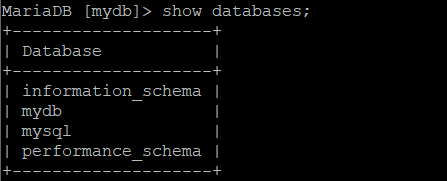 MariaDB [mydb]> show databases;
+--------------------+
| Database           |
+--------------------+
| information_schema |
| mydb               |
| mysql              |
| performance_schema |
+--------------------+